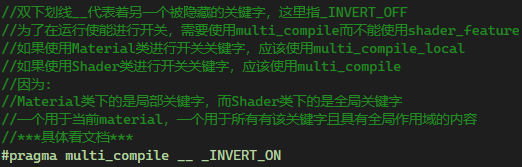 //双下划线__代表着另一个被隐藏的关键字，这里指_INVERT_OFF
//为了在运行使能进行开关，需要使用multi_compile而不能使用shader_feature
//如果使用Material类进行开关关键字，应该使用multi_compile_local
//如果使用Shader类进行开关关键字，应该使用multi_compile
//因为：
//Material类下的是局部关键字，而Shader类下的是全局关键字
//一个用于当前material，一个用于所有有该关键字且具有全局作用域的内容
//***具体看文档***
#pragma multi_compile __ _INVERT_ON